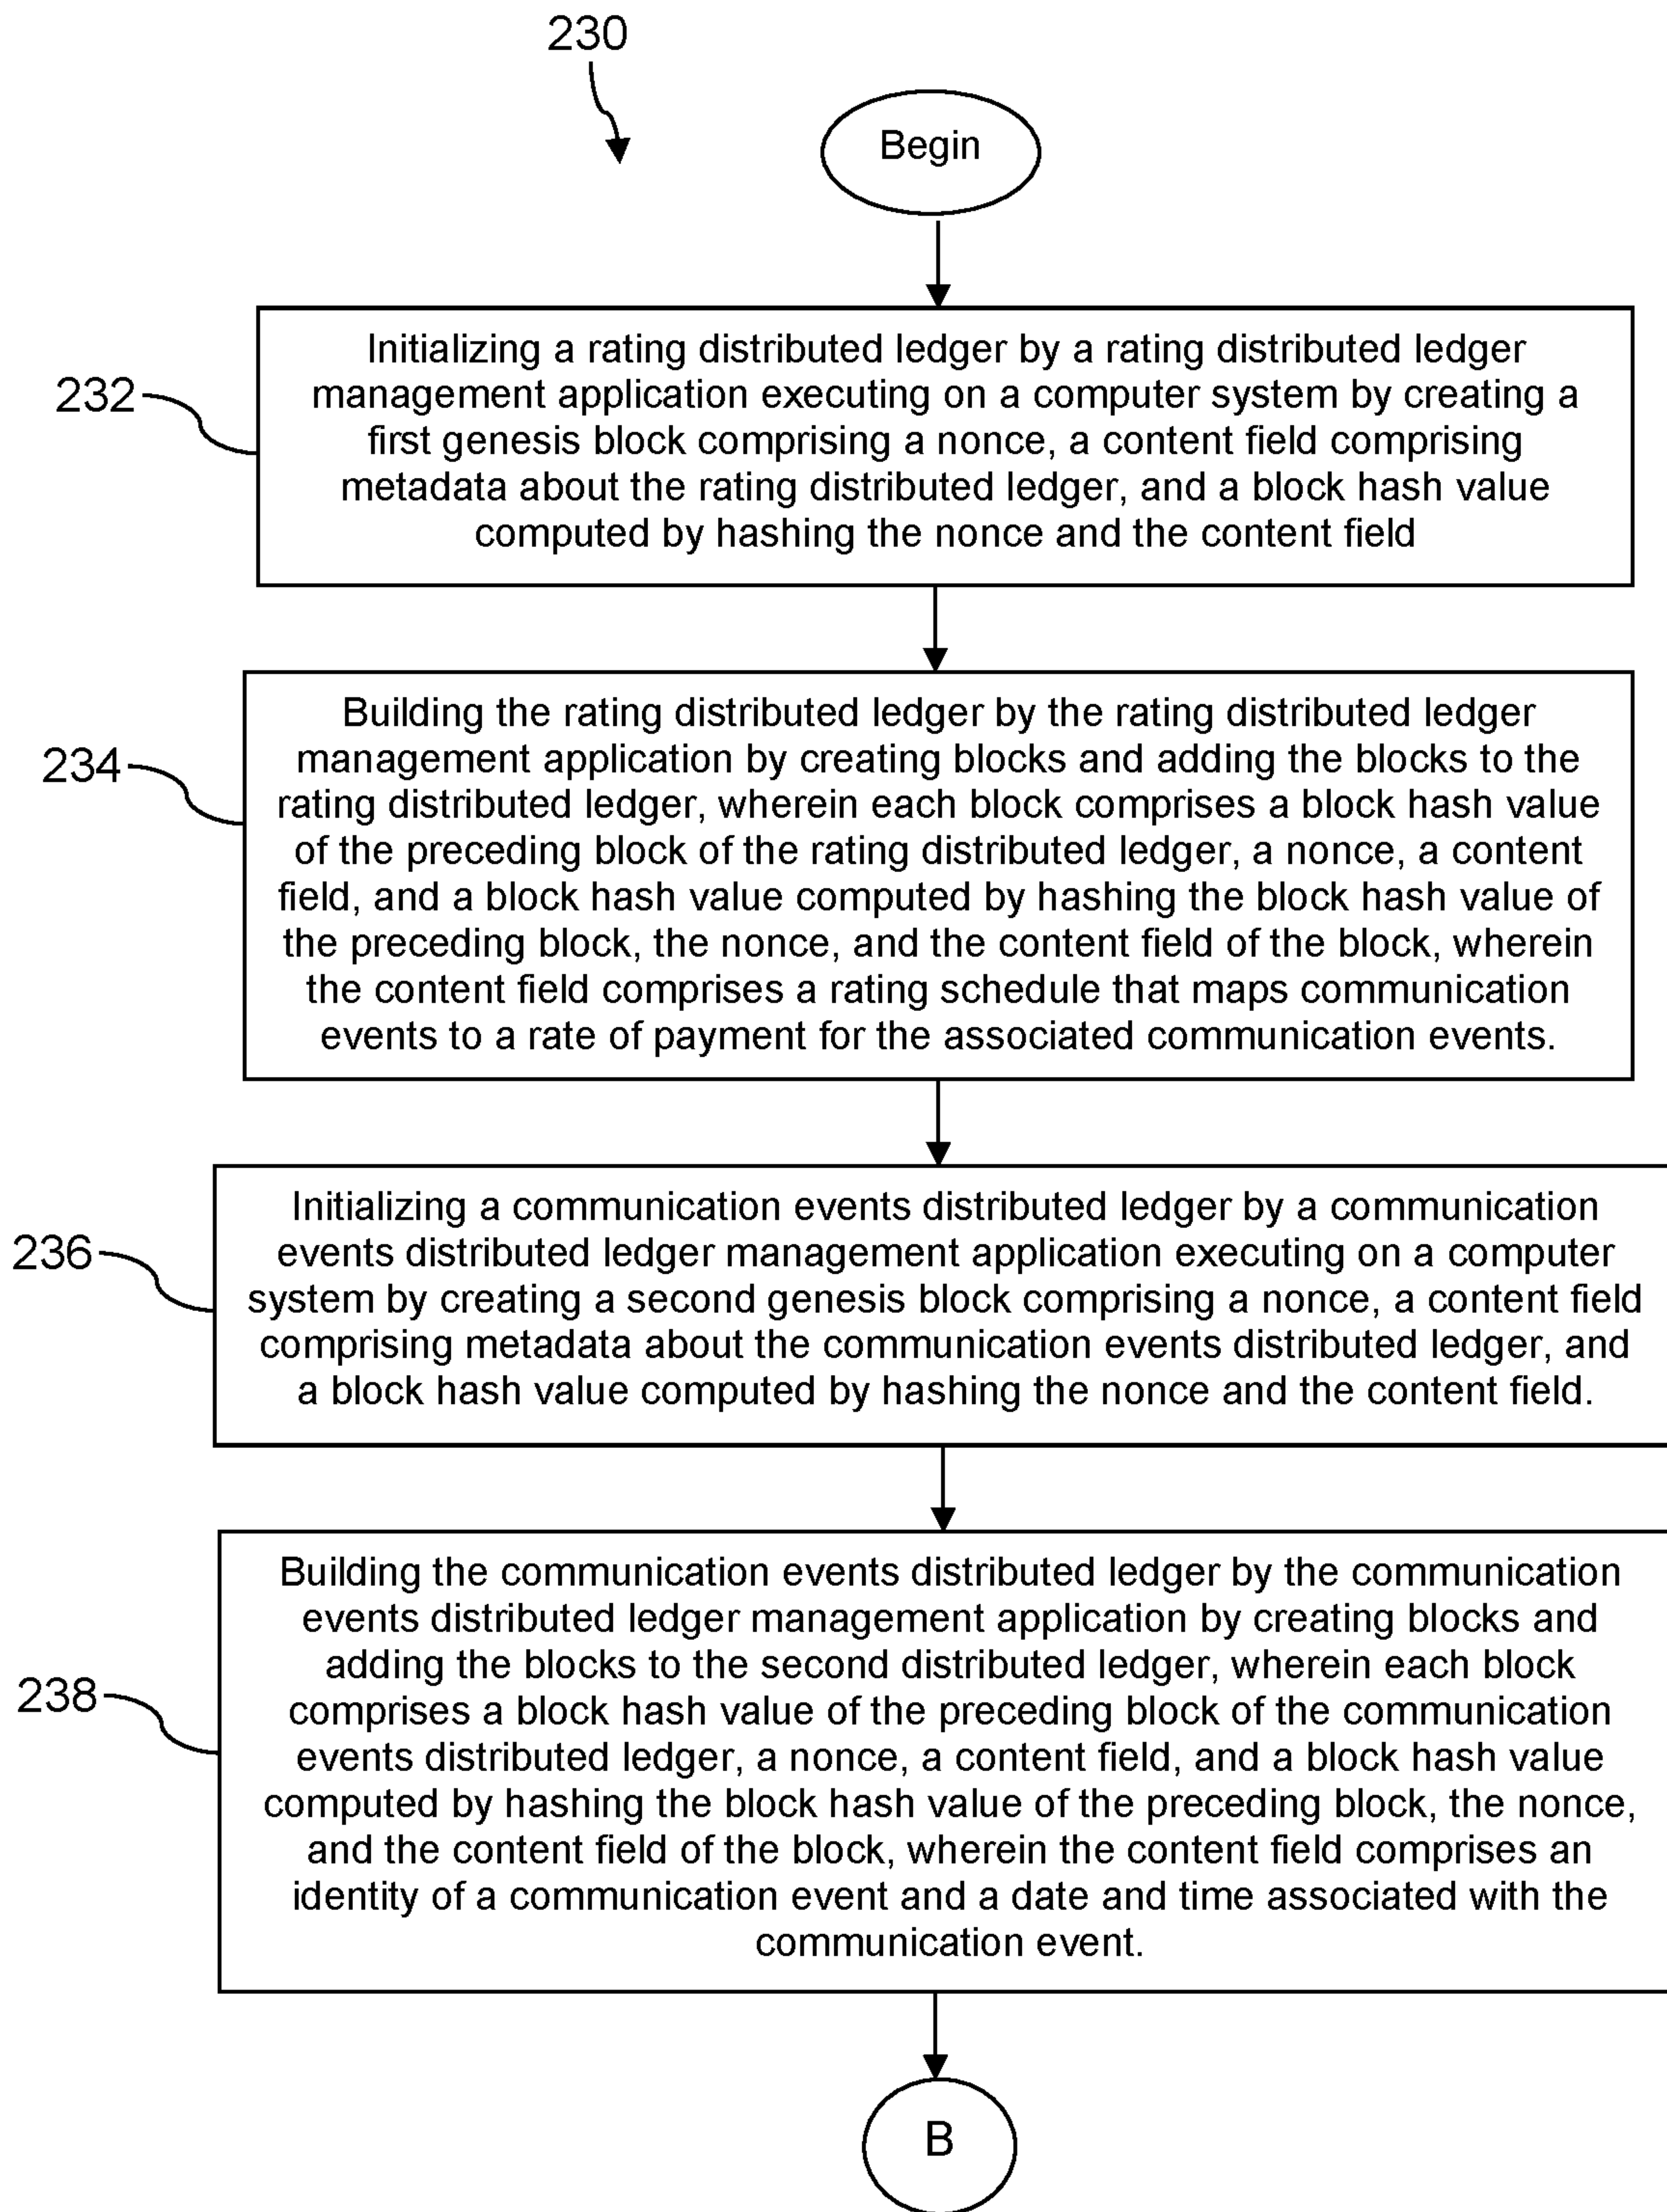 230
Begin
232
Initializing a rating distributed ledger by a rating distributed ledger
management application executing on a computer system by creating a
first genesis block comprising a nonce, a content field comprising
metadata about the rating distributed ledger, and a block hash value
computed by hashing the nonce and the content field
234
Building the rating distributed ledger by the rating distributed ledger
management application by creating blocks and adding the blocks to the
rating distributed ledger, wherein each block comprises a block hash value
of the preceding block of the rating distributed ledger, a nonce, a content
field, and a block hash value computed by hashing the block hash value of
the preceding block, the nonce, and the content field of the block, wherein
the content field comprises a rating schedule that maps communication
events to a rate of payment for the associated communication events.
236
Initializing a communication events distributed ledger by a communication
events distributed ledger management application executing on a computer
system by creating a second genesis block comprising a nonce, a content field
comprising metadata about the communication events distributed ledger, and
a block hash value computed by hashing the nonce and the content field.
238
Building the communication events distributed ledger by the communication
events distributed ledger management application by creating blocks and
adding the blocks to the second distributed ledger, wherein each block
comprises a block hash value of the preceding block of the communication
events distributed ledger, a nonce, a content field, and a block hash value
computed by hashing the block hash value of the preceding block, the nonce,
and the content field of the block, wherein the content field comprises an
identity of a communication event and a date and time associated with the
communication event.
B